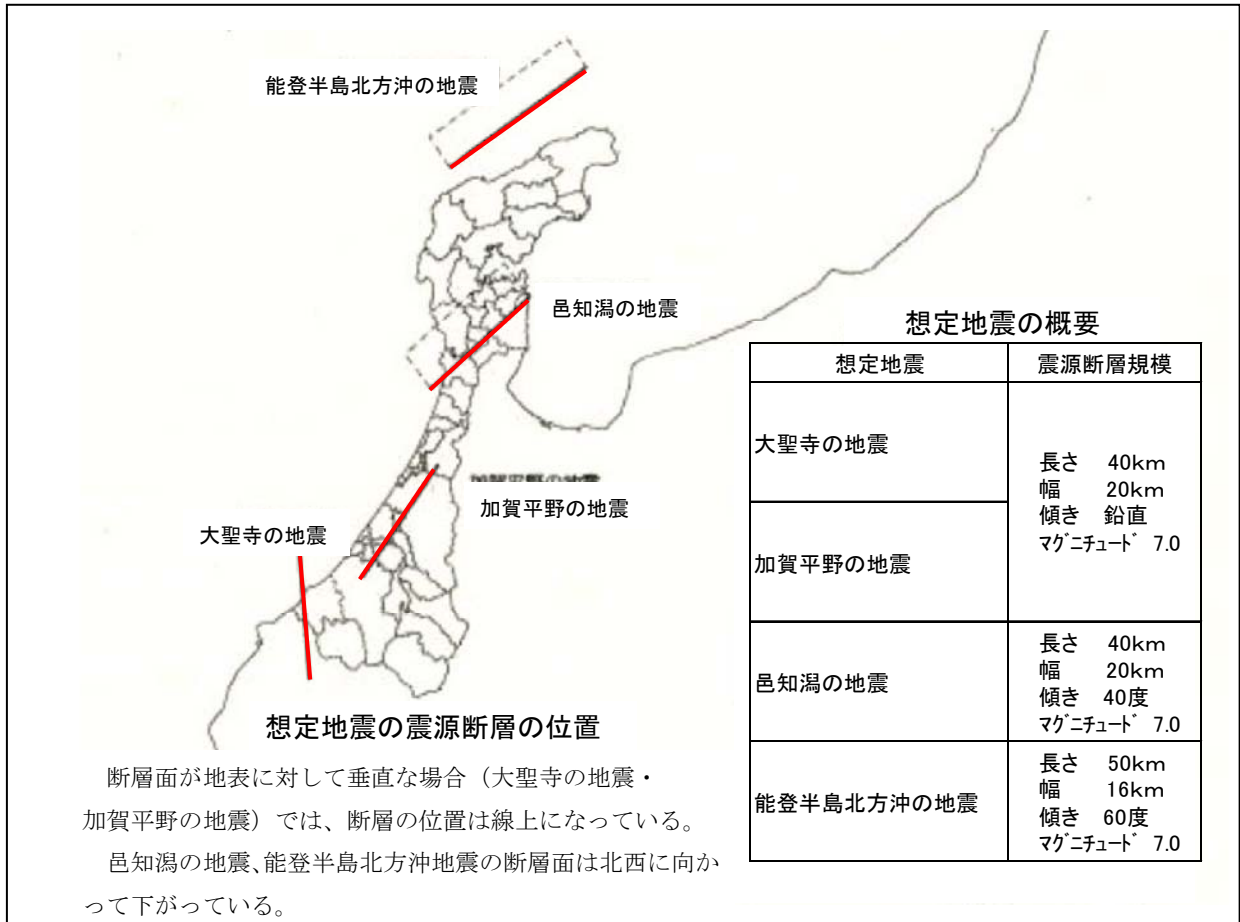 能登半島北方沖の地震
邑知潟の地震
加賀平野の地震
加賀平野の地震
大聖寺の地震
想定地震の震源断層の位置
断層面が地表に対して垂直な場合（大聖寺の地震・
加賀平野の地震）では、断層の位置は線上になっている。
邑知潟の地震、能登半島北方沖地震の断層面は北西に向か
って下がっている。
想定地震の概要
想定地震 震源断層規模
大聖寺の地震
加賀平野の地震
長さ 40km
幅 20km
傾き 鉛直
ﾏｸﾞﾆﾁｭｰﾄﾞ 7.0
邑知潟の地震
長さ 40km
幅 20km
傾き 40度
ﾏｸﾞﾆﾁｭｰﾄﾞ 7.0
能登半島北方沖の地震
長さ 50km
幅 16km
傾き 60度
ﾏｸﾞﾆﾁｭｰﾄﾞ 7.0